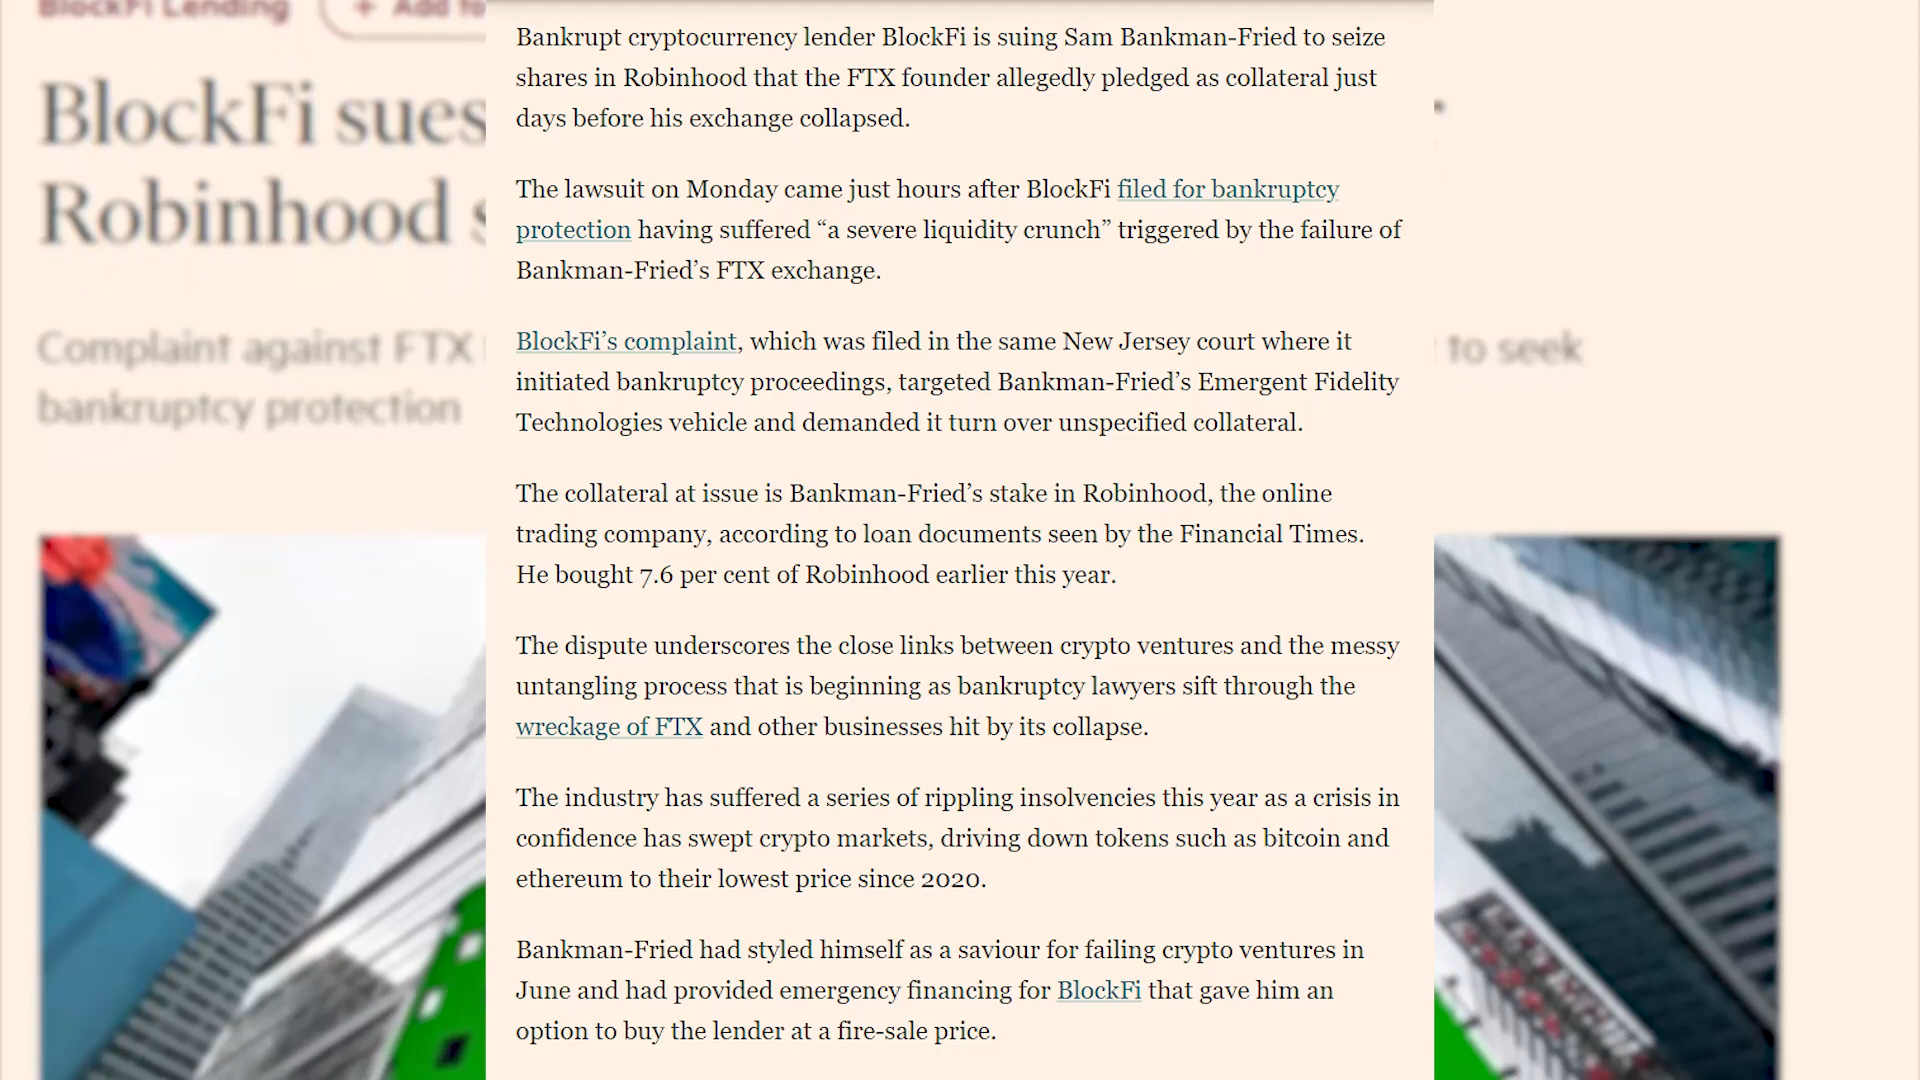 BlockFi Lending
+ Add to
BlockFi sues
Robinhood s
Complaint against FTX
to seek
bankruptcy protection
Bankrupt cryptocurrency lender BlockFi is suing Sam Bankman-Fried to seize
shares in Robinhood that the FTX founder allegedly pledged as collateral just
days before his exchange collapsed.
The lawsuit on Monday came just hours after BlockFi filed for bankruptcy
protection having suffered “a severe liquidity crunch” triggered by the failure of
Bankman-Fried’s FTX exchange.
BlockFi’s complaint, which was filed in the same New Jersey court where it
initiated bankruptcy proceedings, targeted Bankman-Fried’s Emergent Fidelity
Technologies vehicle and demanded it turn over unspecified collateral.
The collateral at issue is Bankman-Fried’s stake in Robinhood, the online
trading company, according to loan documents seen by the Financial Times.
He bought 7.6 per cent of Robinhood earlier this year.
The dispute underscores the close links between crypto ventures and the messy
untangling process that is beginning as bankruptcy lawyers sift through the
wreckage of FTX and other businesses hit by its collapse.
The industry has suffered a series of rippling insolvencies this year as a crisis in
confidence has swept crypto markets, driving down tokens such as bitcoin and
ethereum to their lowest price since 2020.
Bankman-Fried had styled himself as a saviour for failing crypto ventures in
June and had provided emergency financing for BlockFi that gave him an
option to buy the lender at a fire-sale price.